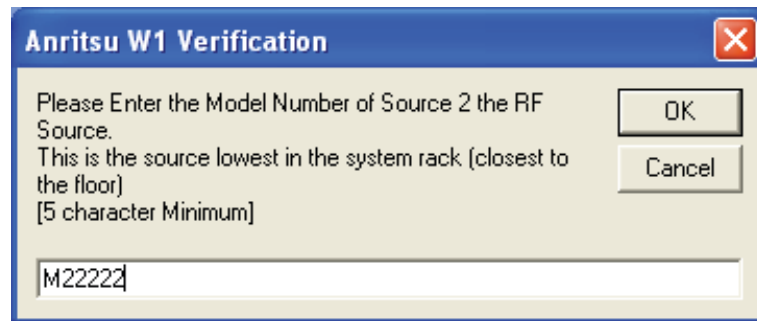 Anritsu W1 Verification
Please Enter the Model Number of Source 2 the RF
Source.
This is the source lowest in the system rack (closest to
the floor)
[5 character Minimum]
OK
Cancel
M22222